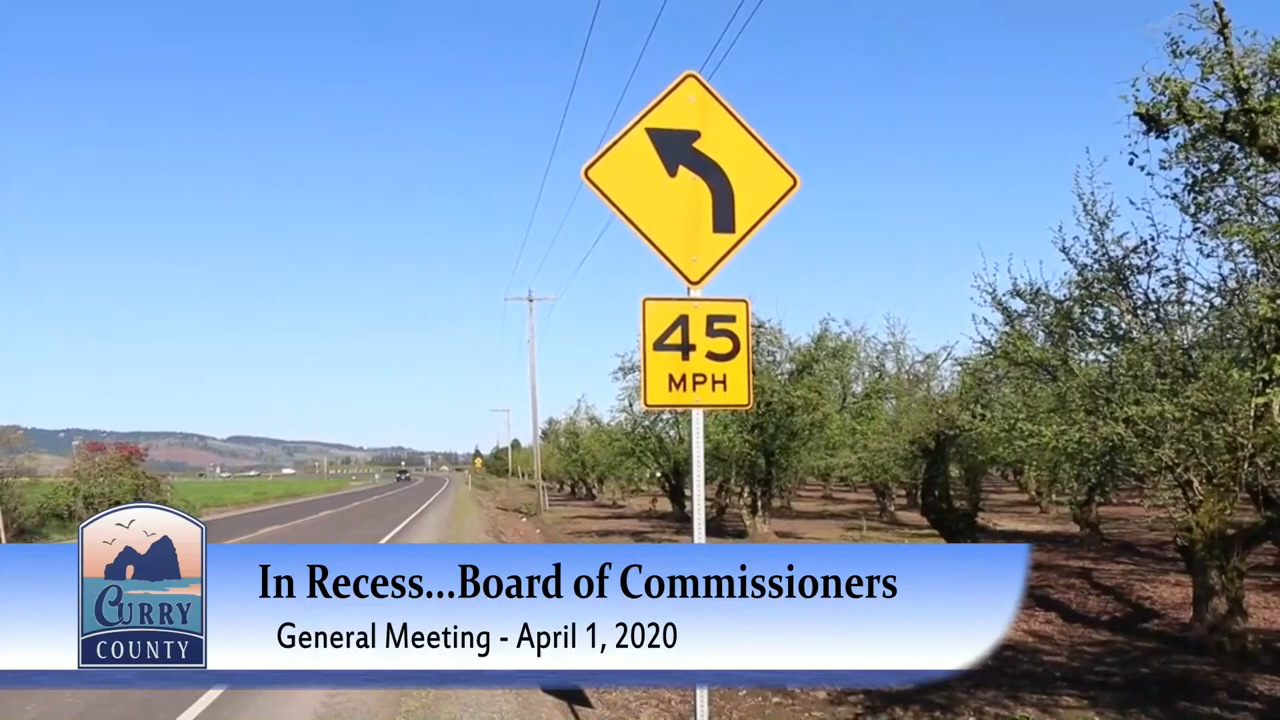 45
MPH
In Recess...Board of Commissioners
General Meeting - April 1, 2020
CURRY
COUNTY